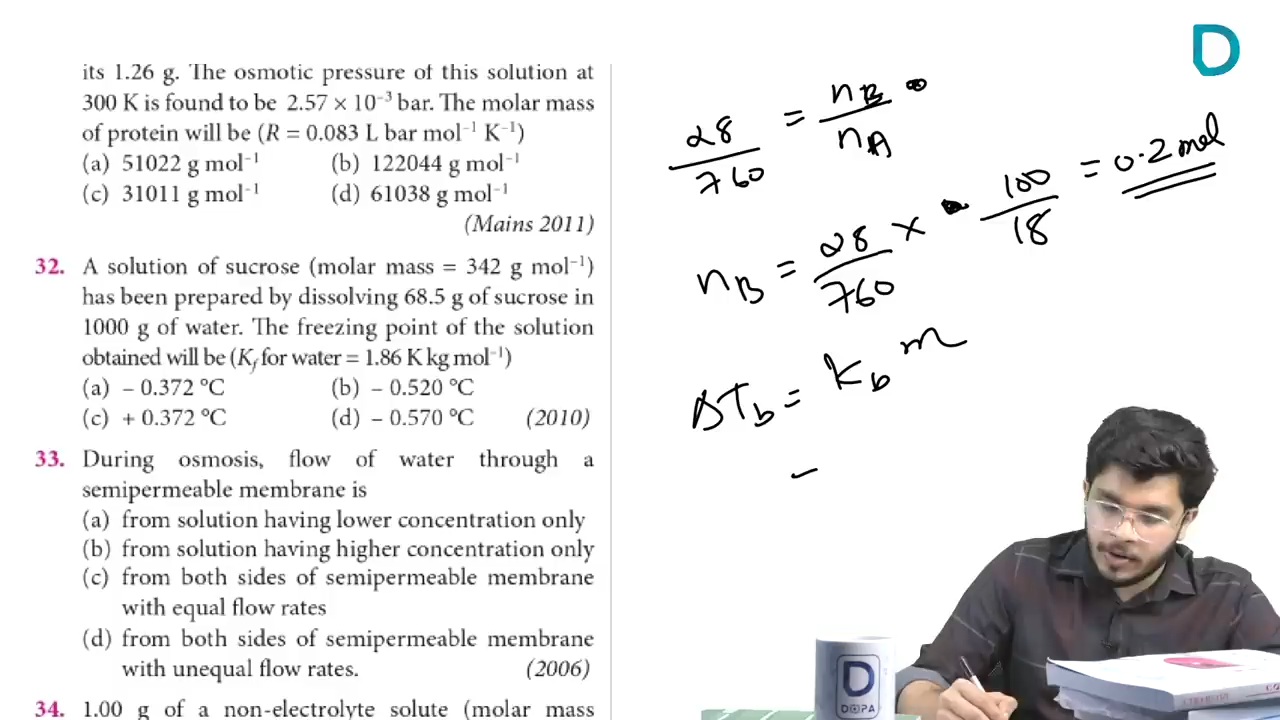 its 1.26 g. The osmotic pressure of this solution at
300 K is found to be 2.57 × 10⁻³ bar. The molar mass
of protein will be (R = 0.083 L bar mol⁻¹ K⁻¹)
(a) 51022 g mol⁻¹ (b) 122044 g mol⁻¹
(c) 31011 g mol⁻¹ (d) 61038 g mol⁻¹
(Mains 2011)
32. A solution of sucrose (molar mass = 342 g mol⁻¹)
has been prepared by dissolving 68.5 g of sucrose in
1000 g of water. The freezing point of the solution
obtained will be (K_f for water = 1.86 K kg mol⁻¹)
(a) – 0.372 °C (b) – 0.520 °C
(c) + 0.372 °C (d) – 0.570 °C (2010)
33. During osmosis, flow of water through a
semipermeable membrane is
(a) from solution having lower concentration only
(b) from solution having higher concentration only
(c) from both sides of semipermeable membrane
with equal flow rates
(d) from both sides of semipermeable membrane
with unequal flow rates. (2006)
34. 1.00 g of a non-electrolyte solute (molar mass
D
28/760 = nB/nA
nB = 28/760 × 100/18 = 0.2 mol
ΔTb = Kb m
D
DOPA